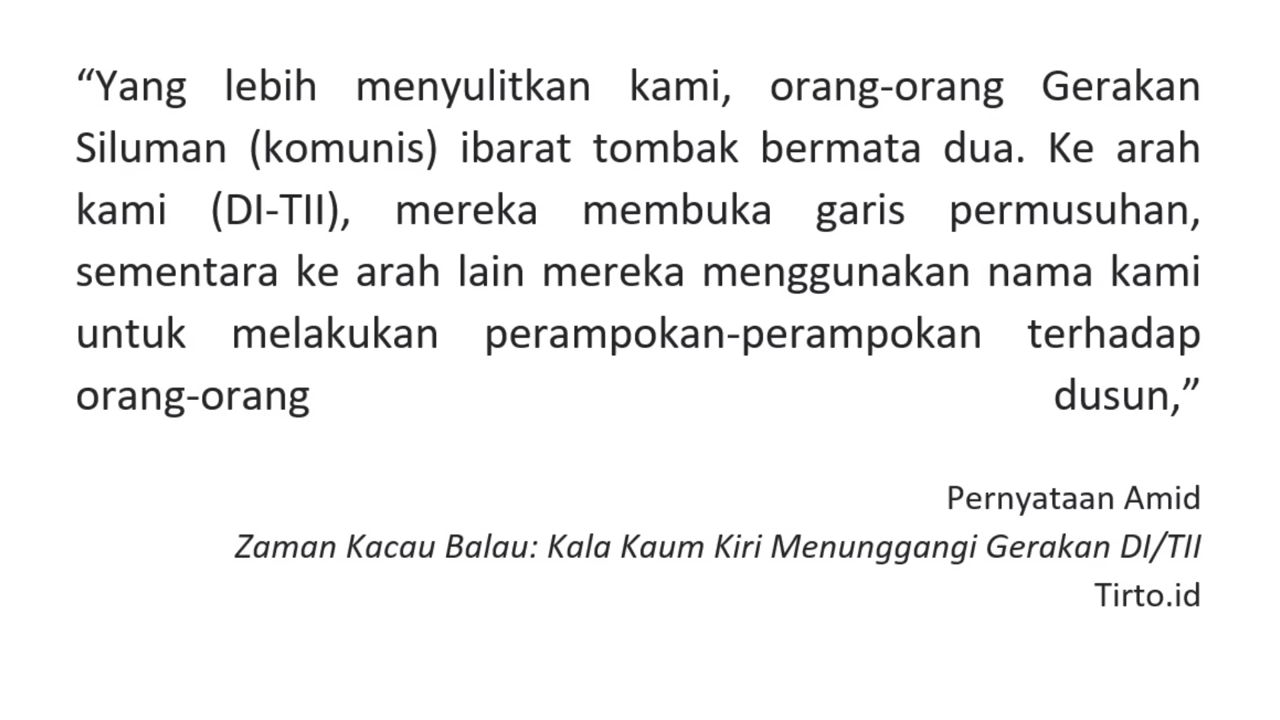 “Yang lebih menyulitkan kami, orang-orang Gerakan
Siluman (komunis) ibarat tombak bermata dua. Ke arah
kami (DI-TII), mereka membuka garis permusuhan,
sementara ke arah lain mereka menggunakan nama kami
untuk melakukan perampokan-perampokan terhadap
orang-orang dusun,”
Pernyataan Amid
Zaman Kacau Balau: Kala Kaum Kiri Menunggangi Gerakan DI/TII
Tirto.id